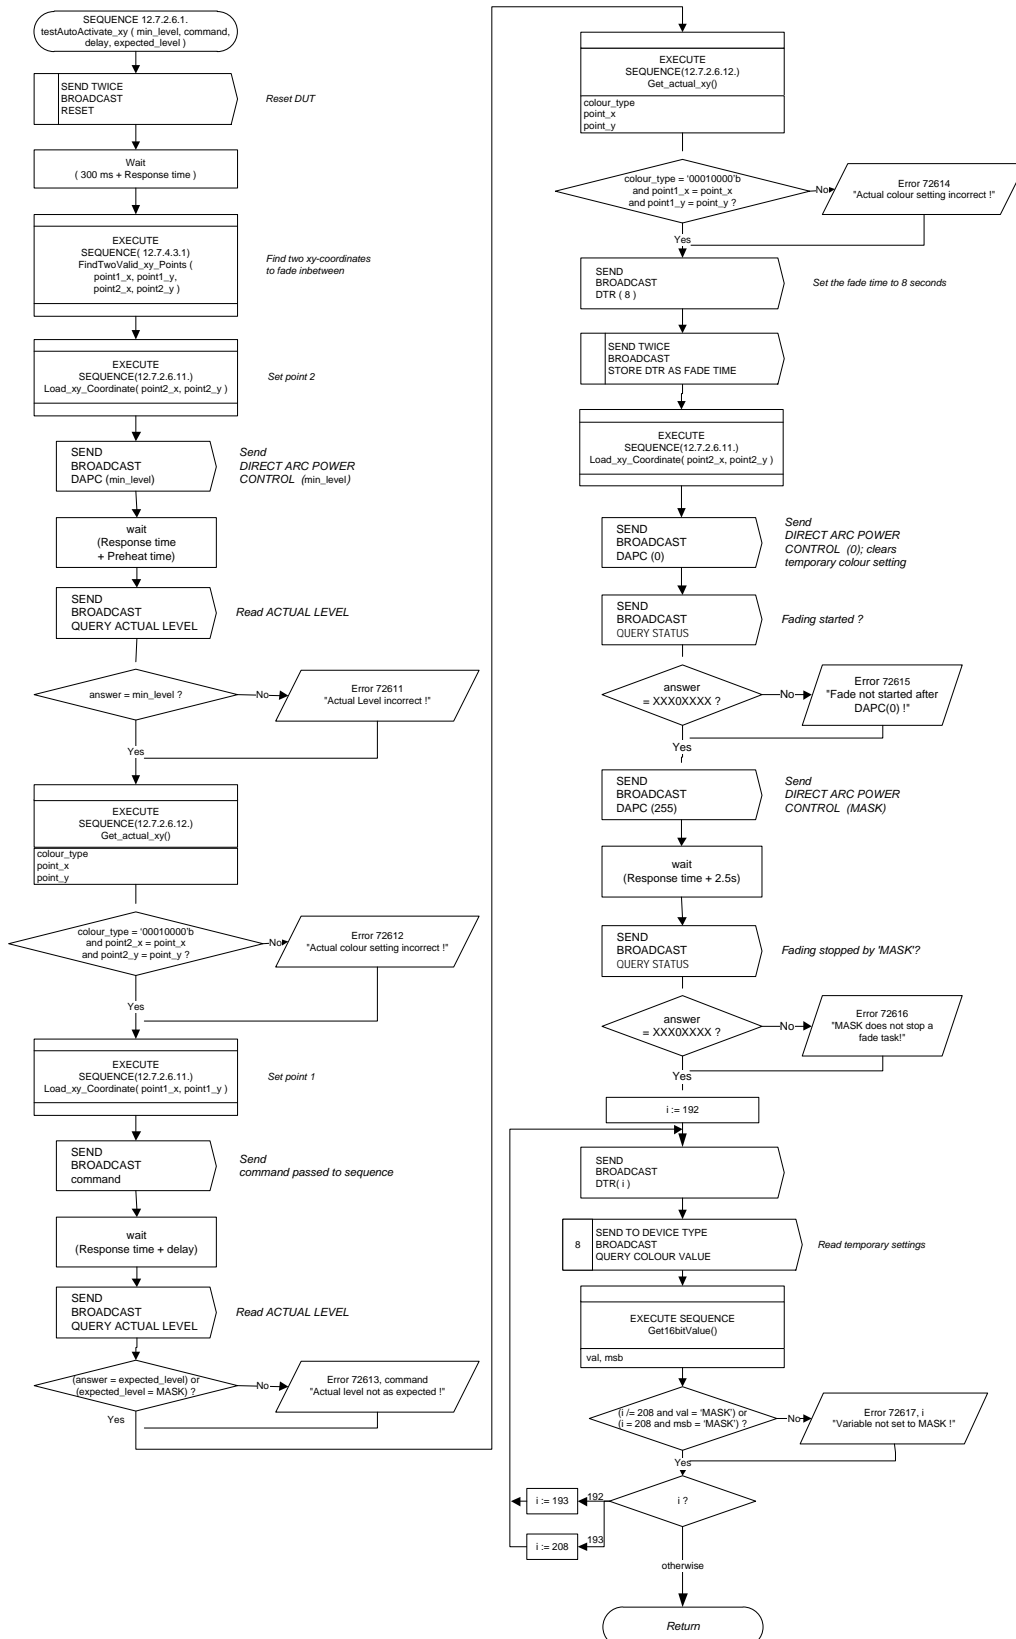 SEQUENCE 12.7.2.6.1.
testAutoActivate_xy ( min_level, command,
delay, expected_level )
SEND TWICE
BROADCAST
RESET
Reset DUT
Wait
( 300 ms + Response time )
EXECUTE
SEQUENCE( 12.7.4.3.1)
FindTwoValid_xy_Points (
point1_x, point1_y,
point2_x, point2_y )
Find two xy-coordinates
to fade inbetween
EXECUTE
SEQUENCE(12.7.2.6.11.)
Load_xy_Coordinate( point2_x, point2_y )
Set point 2
SEND
BROADCAST
DAPC (min_level)
Send
DIRECT ARC POWER
CONTROL (min_level)
wait
(Response time
+ Preheat time)
SEND
BROADCAST
QUERY ACTUAL LEVEL
Read ACTUAL LEVEL
answer = min_level ?
No
Error 72611
"Actual Level incorrect !"
Yes
EXECUTE
SEQUENCE(12.7.2.6.12.)
Get_actual_xy()
colour_type
point_x
point_y
colour_type = '00010000'b
and point2_x = point_x
and point2_y = point_y ?
No
Error 72612
"Actual colour setting incorrect !"
Yes
EXECUTE
SEQUENCE(12.7.2.6.11.)
Load_xy_Coordinate( point1_x, point1_y )
Set point 1
SEND
BROADCAST
command
Send
command passed to sequence
wait
(Response time + delay)
SEND
BROADCAST
QUERY ACTUAL LEVEL
Read ACTUAL LEVEL
(answer = expected_level) or
(expected_level = MASK) ?
No
Error 72613, command
"Actual level not as expected !"
Yes
EXECUTE
SEQUENCE(12.7.2.6.12.)
Get_actual_xy()
colour_type
point_x
point_y
colour_type = '00010000'b
and point1_x = point_x
and point1_y = point_y ?
No
Error 72614
"Actual colour setting incorrect !"
Yes
SEND
BROADCAST
DTR ( 8 )
Set the fade time to 8 seconds
SEND TWICE
BROADCAST
STORE DTR AS FADE TIME
EXECUTE
SEQUENCE(12.7.2.6.11.)
Load_xy_Coordinate( point2_x, point2_y )
SEND
BROADCAST
DAPC (0)
Send
DIRECT ARC POWER
CONTROL (0); clears
temporary colour setting
SEND
BROADCAST
QUERY STATUS
Fading started ?
answer
= XXX0XXXX ?
No
Error 72615
"Fade not started after
DAPC(0) !"
Yes
SEND
BROADCAST
DAPC (255)
Send
DIRECT ARC POWER
CONTROL (MASK)
wait
(Response time + 2.5s)
SEND
BROADCAST
QUERY STATUS
Fading stopped by 'MASK'?
answer
= XXX0XXXX ?
No
Error 72616
"MASK does not stop a
fade task!"
Yes
i := 192
SEND
BROADCAST
DTR( i )
8
SEND TO DEVICE TYPE
BROADCAST
QUERY COLOUR VALUE
Read temporary settings
EXECUTE SEQUENCE
Get16bitValue()
val, msb
(i /= 208 and val = 'MASK') or
(i = 208 and msb = 'MASK') ?
No
Error 72617, i
"Variable not set to MASK !"
Yes
i ?
192
i := 193
193
i := 208
otherwise
Return